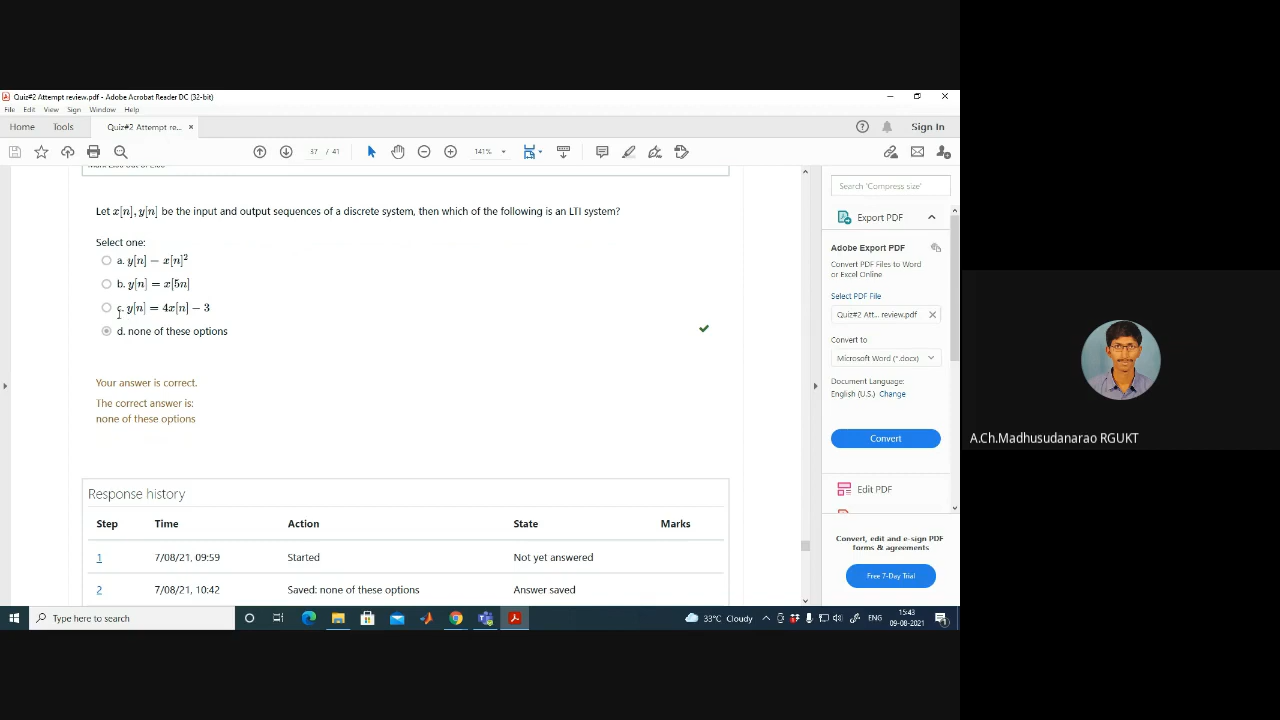 Quiz#2 Attempt review.pdf - Adobe Acrobat Reader DC (32-bit)
File Edit View Sign Window Help
Home Tools Quiz#2 Attempt re... × Sign In
37 / 41 141%
Let x[n], y[n] be the input and output sequences of a discrete system, then which of the following is an LTI system?
Select one:
a. y[n] − x[n]²
b. y[n] = x[5n]
c. y[n] = 4x[n] − 3
d. none of these options
Your answer is correct.
The correct answer is:
none of these options
Response history
Step Time Action State Marks
1 7/08/21, 09:59 Started Not yet answered
2 7/08/21, 10:42 Saved: none of these options Answer saved
Search 'Compress size'
Export PDF
Adobe Export PDF
Convert PDF Files to Word
or Excel Online
Select PDF File
Quiz#2 Att... review.pdf ×
Convert to
Microsoft Word (*.docx)
Document Language:
English (U.S.) Change
Convert
Edit PDF
Convert, edit and e-sign PDF
forms & agreements
Free 7-Day Trial
A.Ch.Madhusudanarao RGUKT
Type here to search
33°C Cloudy ENG
15:43
09-08-2021